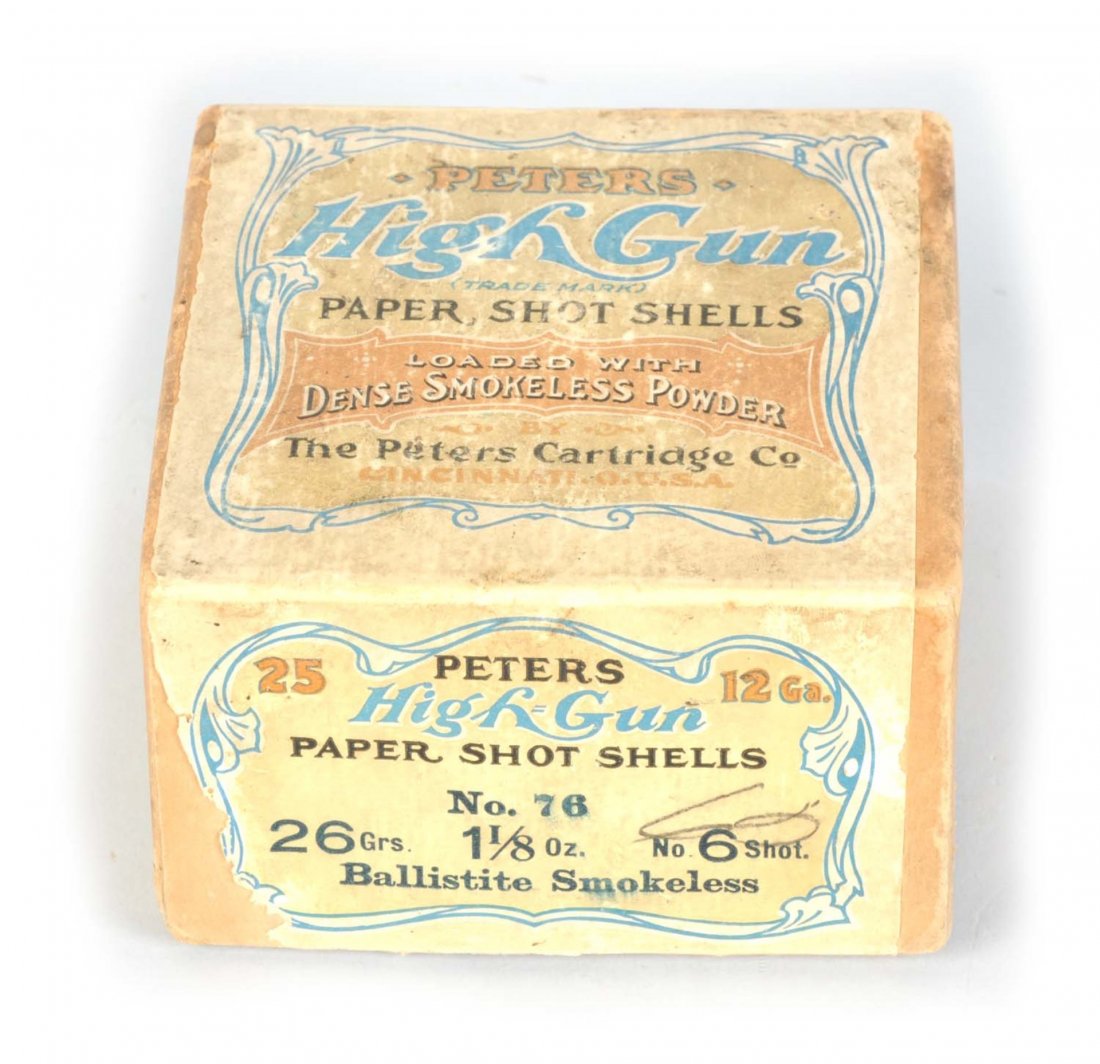 PETERS
High Gun
(TRADE MARK)
PAPER SHOT SHELLS
LOADED WITH
DENSE SMOKELESS POWDER
BY
The Peters Cartridge Co
CINCINNATI.O.U.S.A.
25 PETERS 12 Ga.
High-Gun
PAPER SHOT SHELLS
No. 76
26 Grs. 1 1/8 Oz. No. 6 Shot.
Ballistite Smokeless